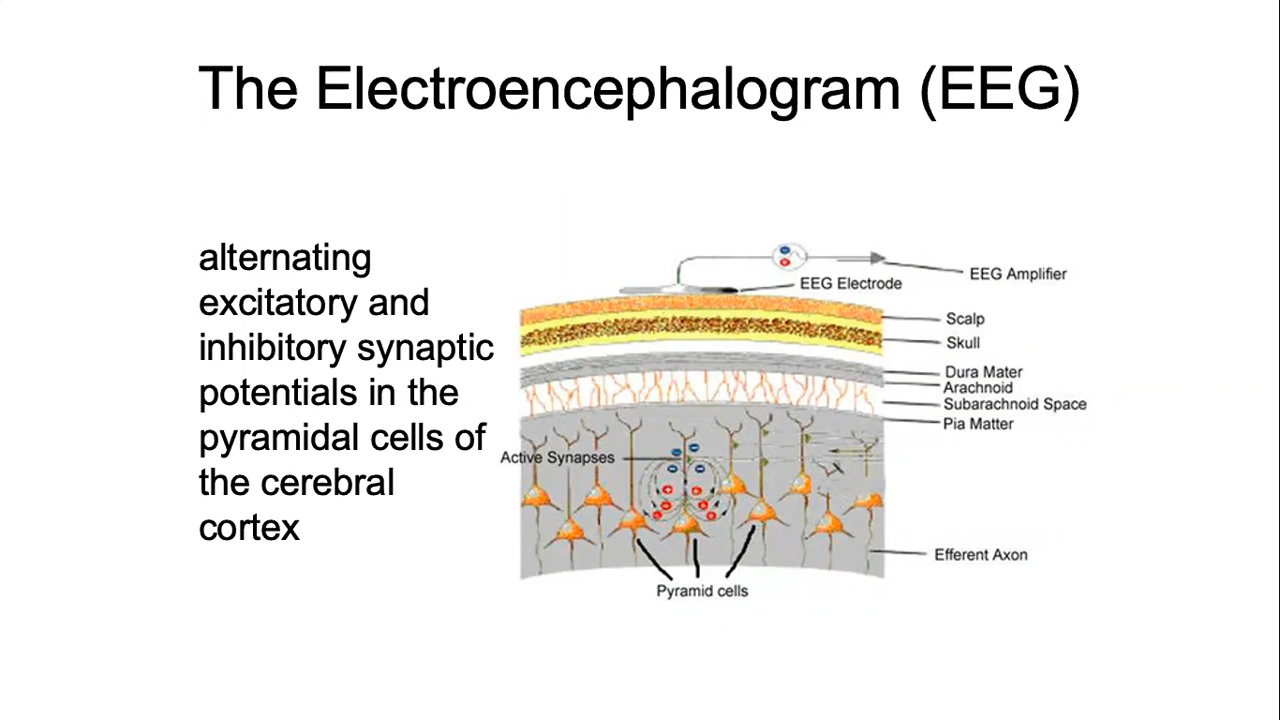 The Electroencephalogram (EEG)
alternating
excitatory and
inhibitory synaptic
potentials in the
pyramidal cells of
the cerebral
cortex
EEG Amplifier
EEG Electrode
Scalp
Skull
Dura Mater
Arachnoid
Subarachnoid Space
Pia Matter
Active Synapses
Efferent Axon
Pyramid cells